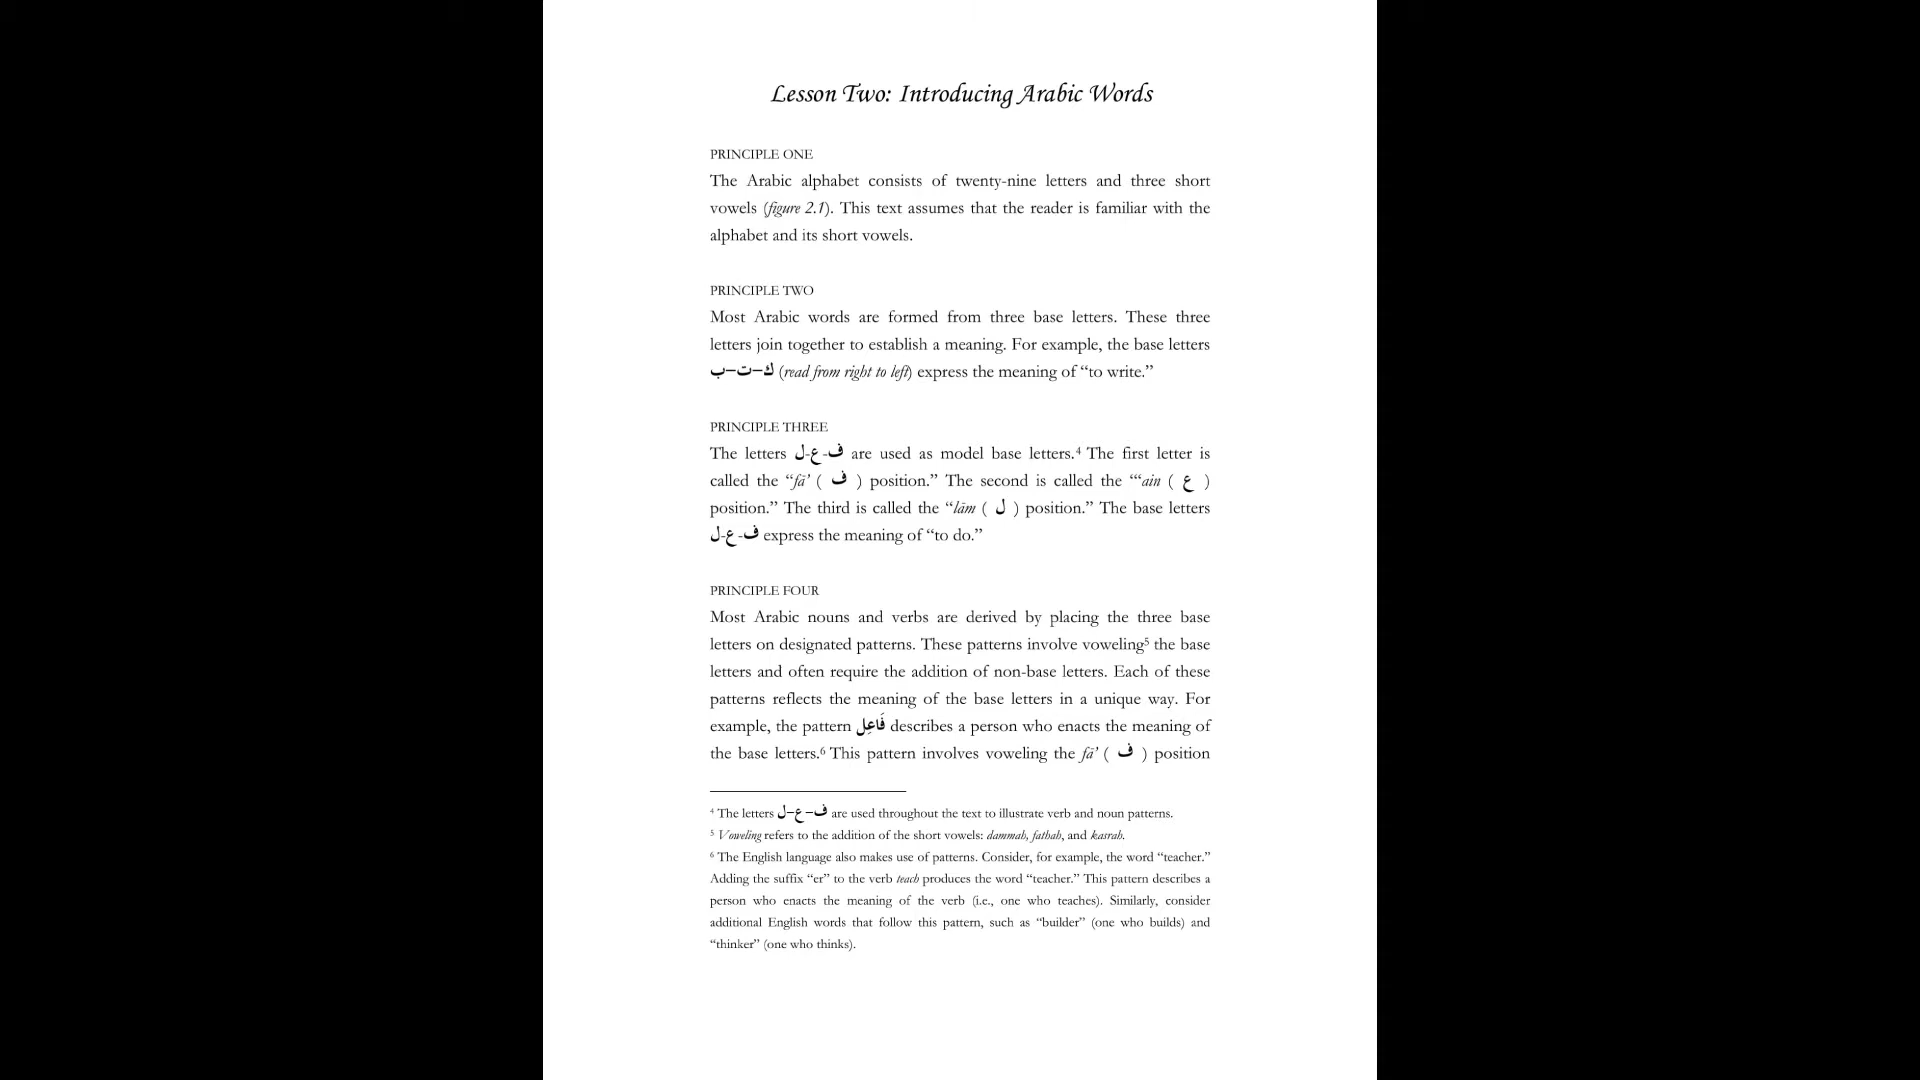 Lesson Two: Introducing Arabic Words
PRINCIPLE ONE
The Arabic alphabet consists of twenty-nine letters and three short
vowels (figure 2.1). This text assumes that the reader is familiar with the
alphabet and its short vowels.
PRINCIPLE TWO
Most Arabic words are formed from three base letters. These three
letters join together to establish a meaning. For example, the base letters
ك–ت–ب (read from right to left) express the meaning of “to write.”
PRINCIPLE THREE
The letters ف-ع-ل are used as model base letters.⁴ The first letter is
called the “fā’ ( ف ) position.” The second is called the “‘ain ( ع )
position.” The third is called the “lām ( ل ) position.” The base letters
ف-ع-ل express the meaning of “to do.”
PRINCIPLE FOUR
Most Arabic nouns and verbs are derived by placing the three base
letters on designated patterns. These patterns involve voweling⁵ the base
letters and often require the addition of non-base letters. Each of these
patterns reflects the meaning of the base letters in a unique way. For
example, the pattern فَاعِل describes a person who enacts the meaning of
the base letters.⁶ This pattern involves voweling the fā’ ( ف ) position
⁴ The letters ف–ع–ل are used throughout the text to illustrate verb and noun patterns.
⁵ Voweling refers to the addition of the short vowels: dammah, fathah, and kasrah.
⁶ The English language also makes use of patterns. Consider, for example, the word “teacher.”
Adding the suffix “er” to the verb teach produces the word “teacher.” This pattern describes a
person who enacts the meaning of the verb (i.e., one who teaches). Similarly, consider
additional English words that follow this pattern, such as “builder” (one who builds) and
“thinker” (one who thinks).